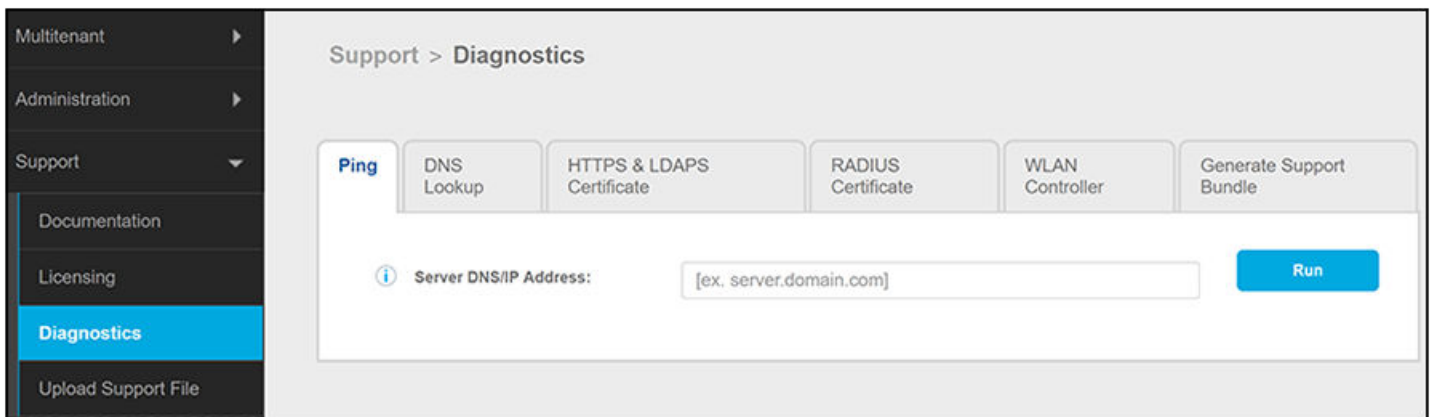 Multitenant
Administration
Support
Documentation
Licensing
Diagnostics
Upload Support File
Support > Diagnostics
Ping
DNS
Lookup
HTTPS & LDAPS
Certificate
RADIUS
Certificate
WLAN
Controller
Generate Support
Bundle
Server DNS/IP Address:
[ex. server.domain.com]
Run